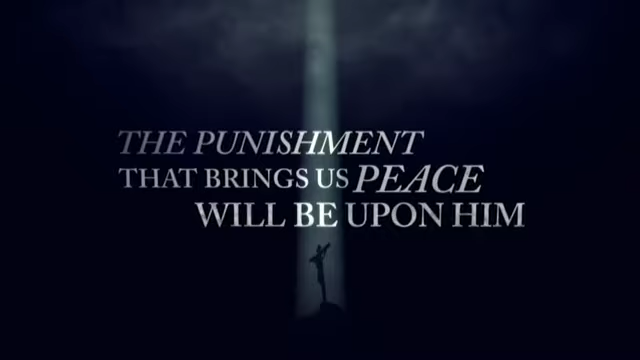 THE PUNISHMENT
THAT BRINGS US PEACE
WILL BE UPON HIM